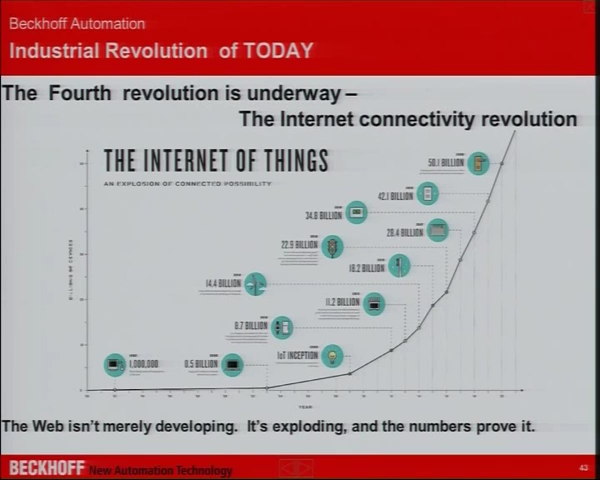 Beckhoff Automation
Industrial Revolution of TODAY
The Fourth revolution is underway –
The Internet connectivity revolution
THE INTERNET OF THINGS
AN EXPLOSION OF CONNECTED POSSIBILITY
50.1 BILLION
42.1 BILLION
34.8 BILLION
28.4 BILLION
22.9 BILLION
18.2 BILLION
14.4 BILLION
11.2 BILLION
8.7 BILLION
IoT INCEPTION
1,000,000
0.5 BILLION
BILLIONS OF DEVICES
YEAR
The Web isn't merely developing. It's exploding, and the numbers prove it.
BECKHOFF New Automation Technology
43